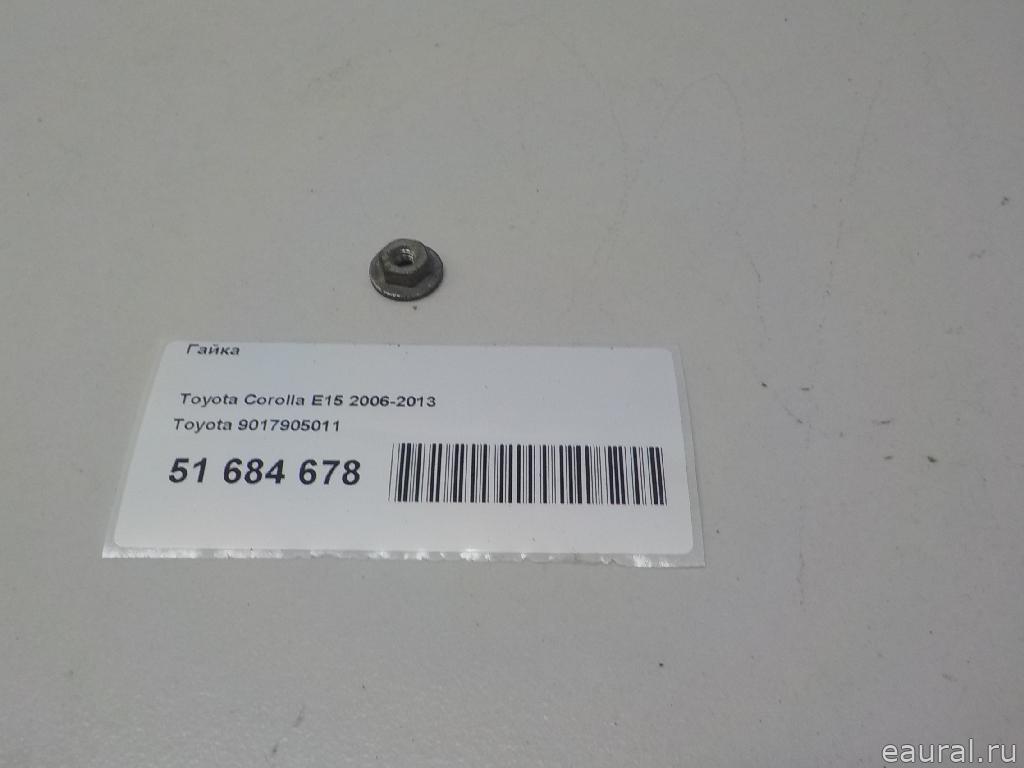 Гайка
Toyota Corolla E15 2006-2013
Toyota 9017905011
51 684 678
eaural.ru